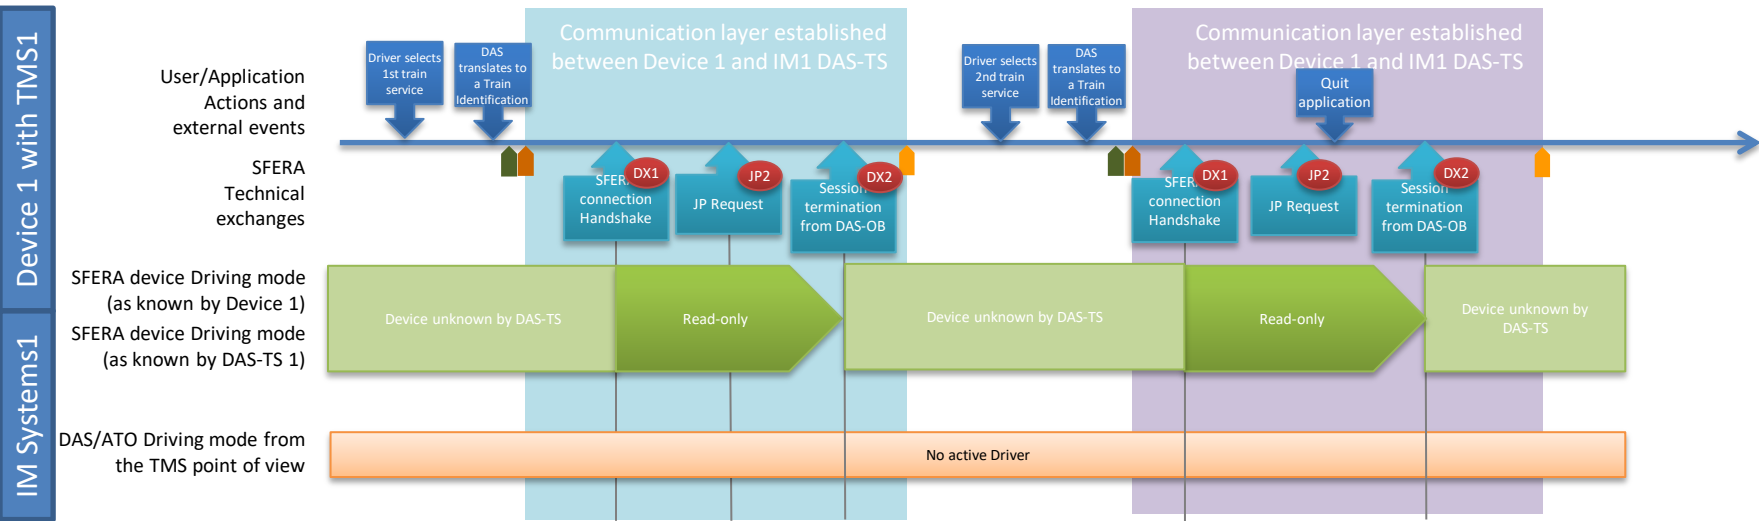 Device 1 with TMS1
IM Systems1
User/Application
Actions and
external events
SFERA
Technical
exchanges
SFERA device Driving mode
(as known by Device 1)
SFERA device Driving mode
(as known by DAS-TS 1)
DAS/ATO Driving mode from
the TMS point of view
Communication layer established
between Device 1 and IM1 DAS-TS
Communication layer established
between Device 1 and IM1 DAS-TS
Driver selects
1st train
service
DAS
translates to
a Train
Identification
Driver selects
2nd train
service
DAS
translates to
a Train
Identification
Quit
application
DX1
SFERA
connection
Handshake
JP2
JP Request
DX2
Session
termination
from DAS-OB
DX1
SFERA
connection
Handshake
JP2
JP Request
DX2
Session
termination
from DAS-OB
Device unknown by DAS-TS
Read-only
Device unknown by DAS-TS
Read-only
Device unknown by
DAS-TS
No active Driver